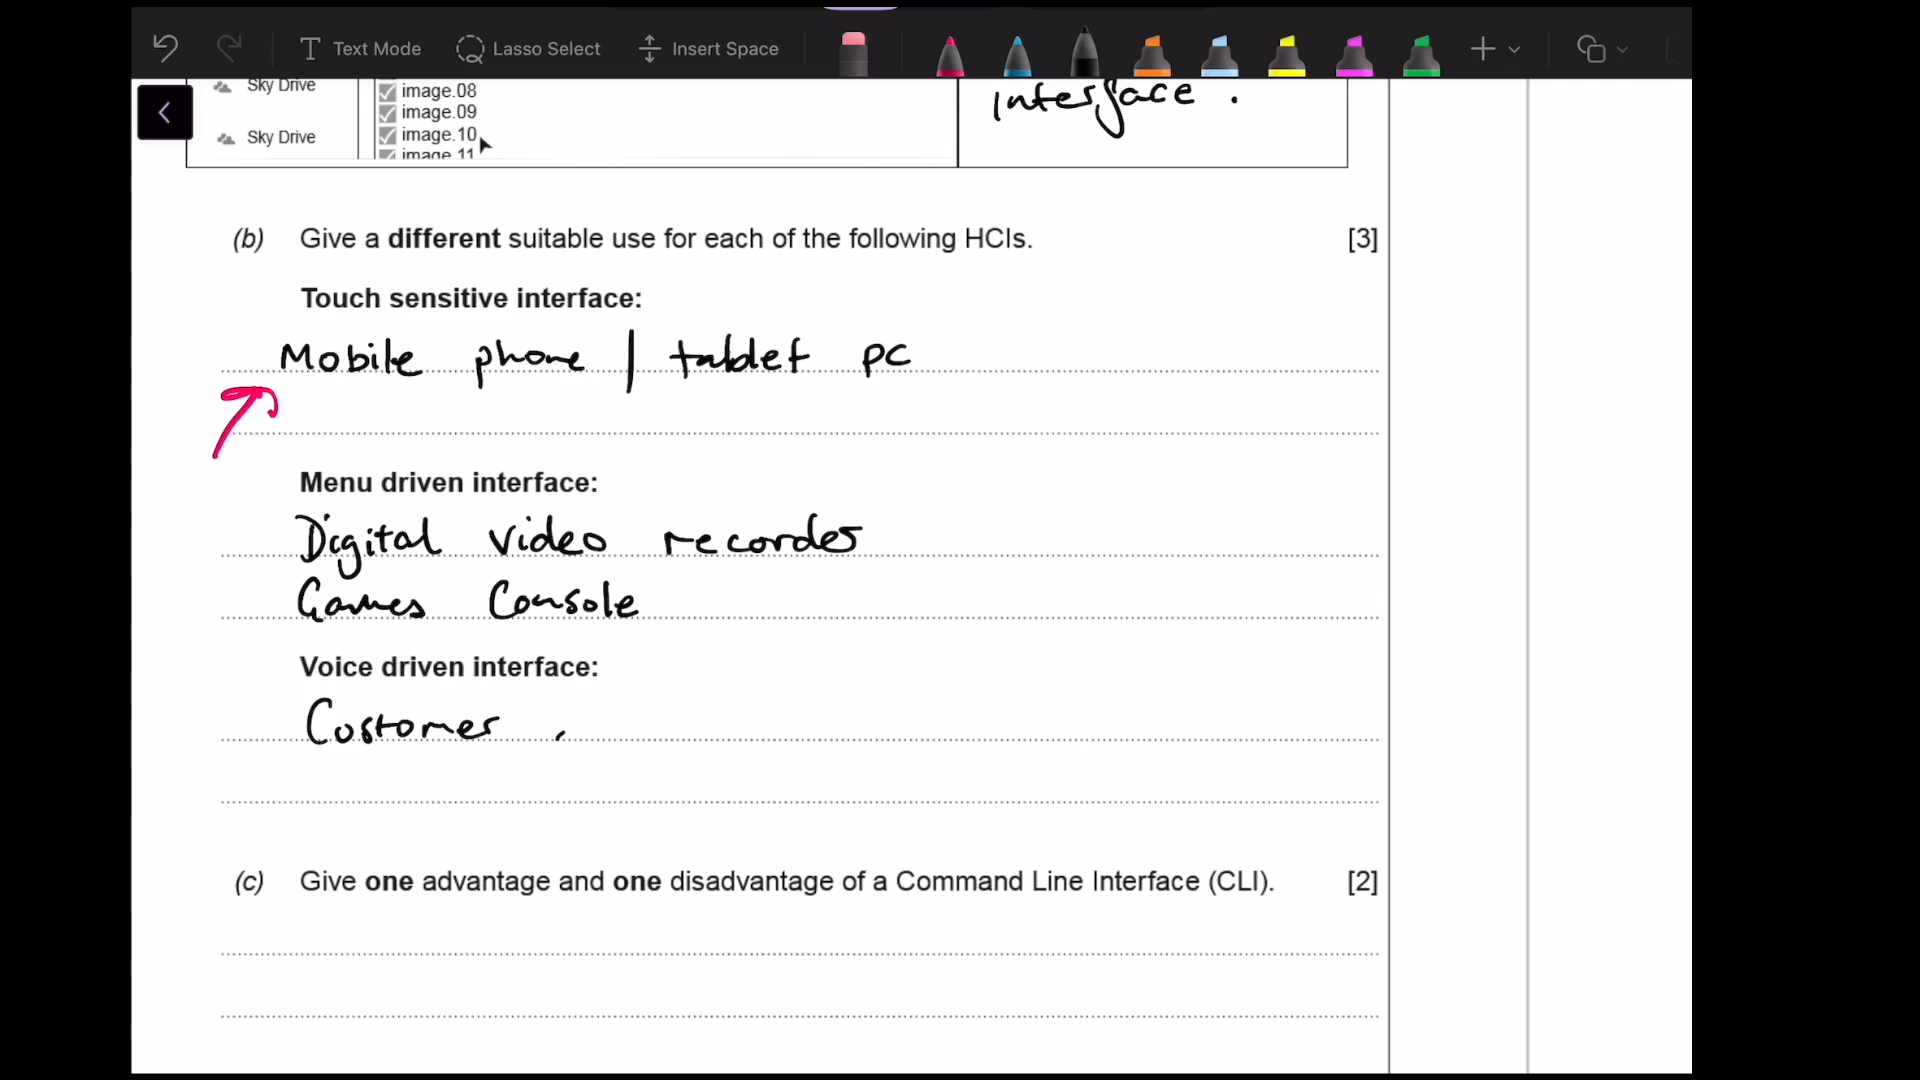 Text Mode Lasso Select Insert Space
Sky Drive
image.08
image.09
Sky Drive
image.10
image.11
Interface .
(b) Give a different suitable use for each of the following HCIs. [3]
Touch sensitive interface:
Mobile phone / tablet pc
Menu driven interface:
Digital video recorder
Games Console
Voice driven interface:
Customer
(c) Give one advantage and one disadvantage of a Command Line Interface (CLI). [2]